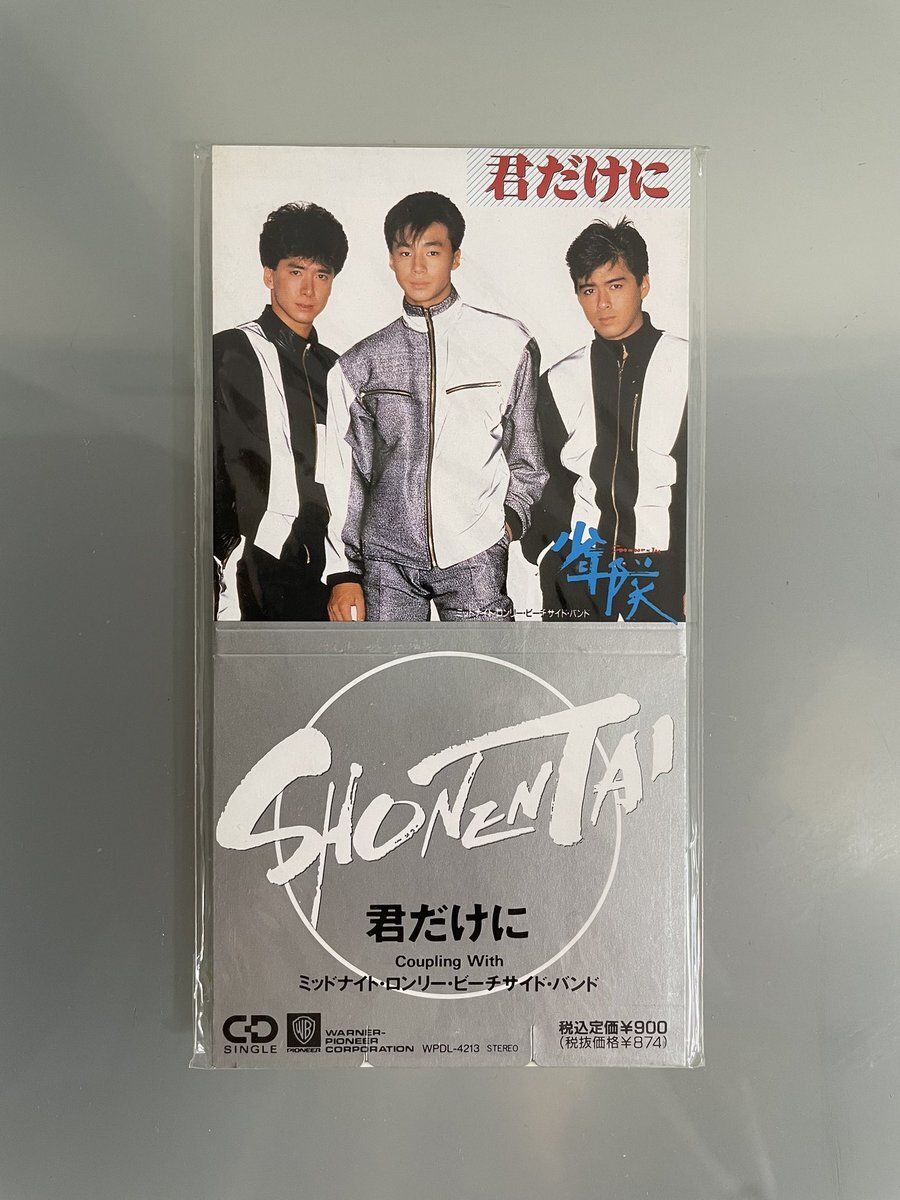 君だけに
少年隊
ミッドナイト・ロンリー・ビーチサイド・バンド
SHONENTAI
君だけに
Coupling With
ミッドナイト・ロンリー・ビーチサイド・バンド
CD
SINGLE
WB
PIONEER
WARNER-
PIONEER
CORPORATION
WPDL-4213 STEREO
税込定価¥900
(税抜価格¥874)